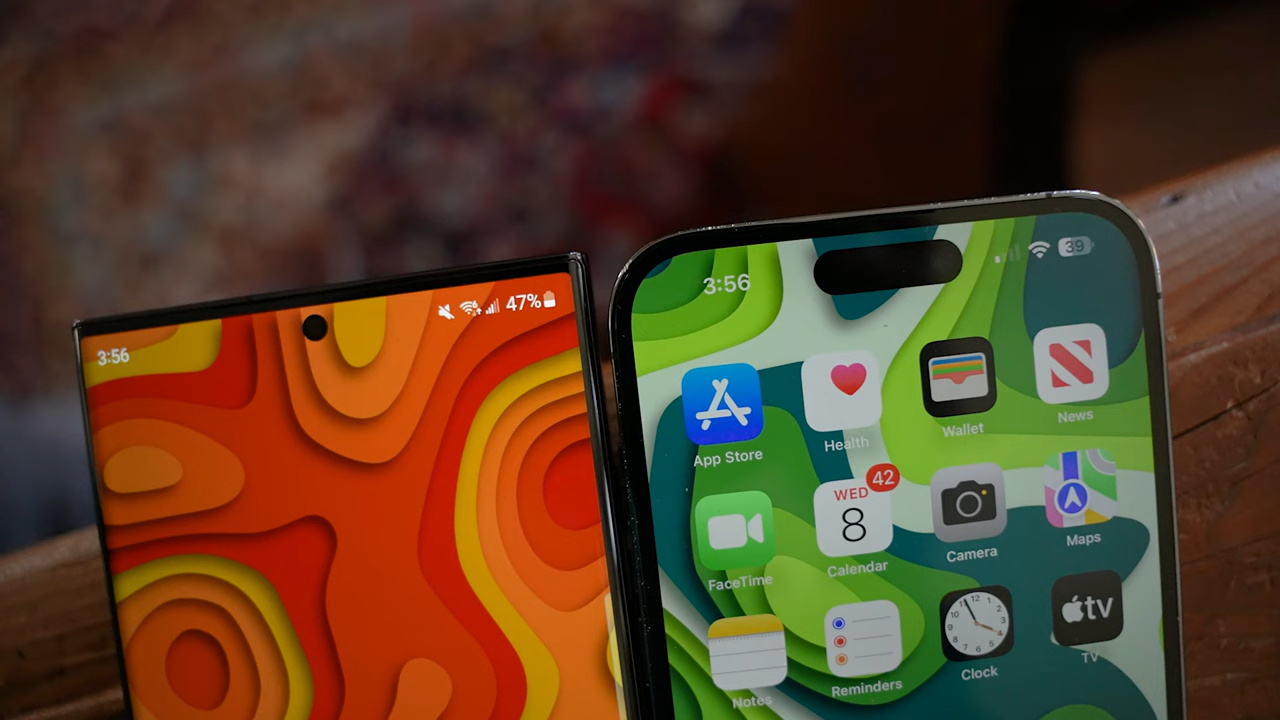 3:56
47%
3:56
39
App Store
Health
Wallet
News
WED
42
8
FaceTime
Calendar
Camera
Maps
12
tv
Notes
Reminders
Clock
TV